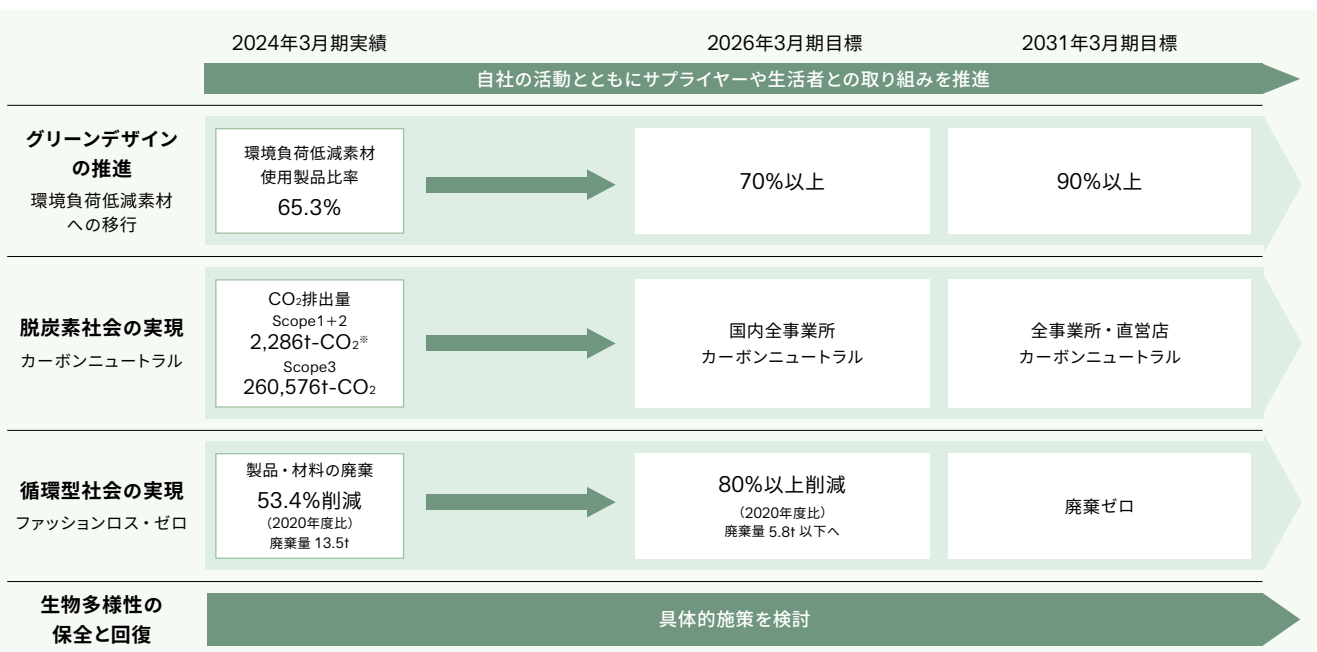 2024年3月期実績
2026年3月期目標
2031年3月期目標
自社の活動とともにサプライヤーや生活者との取り組みを推進
グリーンデザイン
の推進
環境負荷低減素材
への移行
環境負荷低減素材
使用製品比率
65.3%
70%以上
90%以上
脱炭素社会の実現
カーボンニュートラル
CO₂排出量
Scope1+2
2,286t-CO₂※
Scope3
260,576t-CO₂
国内全事業所
カーボンニュートラル
全事業所・直営店
カーボンニュートラル
循環型社会の実現
ファッションロス・ゼロ
製品・材料の廃棄
53.4%削減
(2020年度比)
廃棄量 13.5t
80%以上削減
(2020年度比)
廃棄量 5.8t 以下へ
廃棄ゼロ
生物多様性の
保全と回復
具体的施策を検討